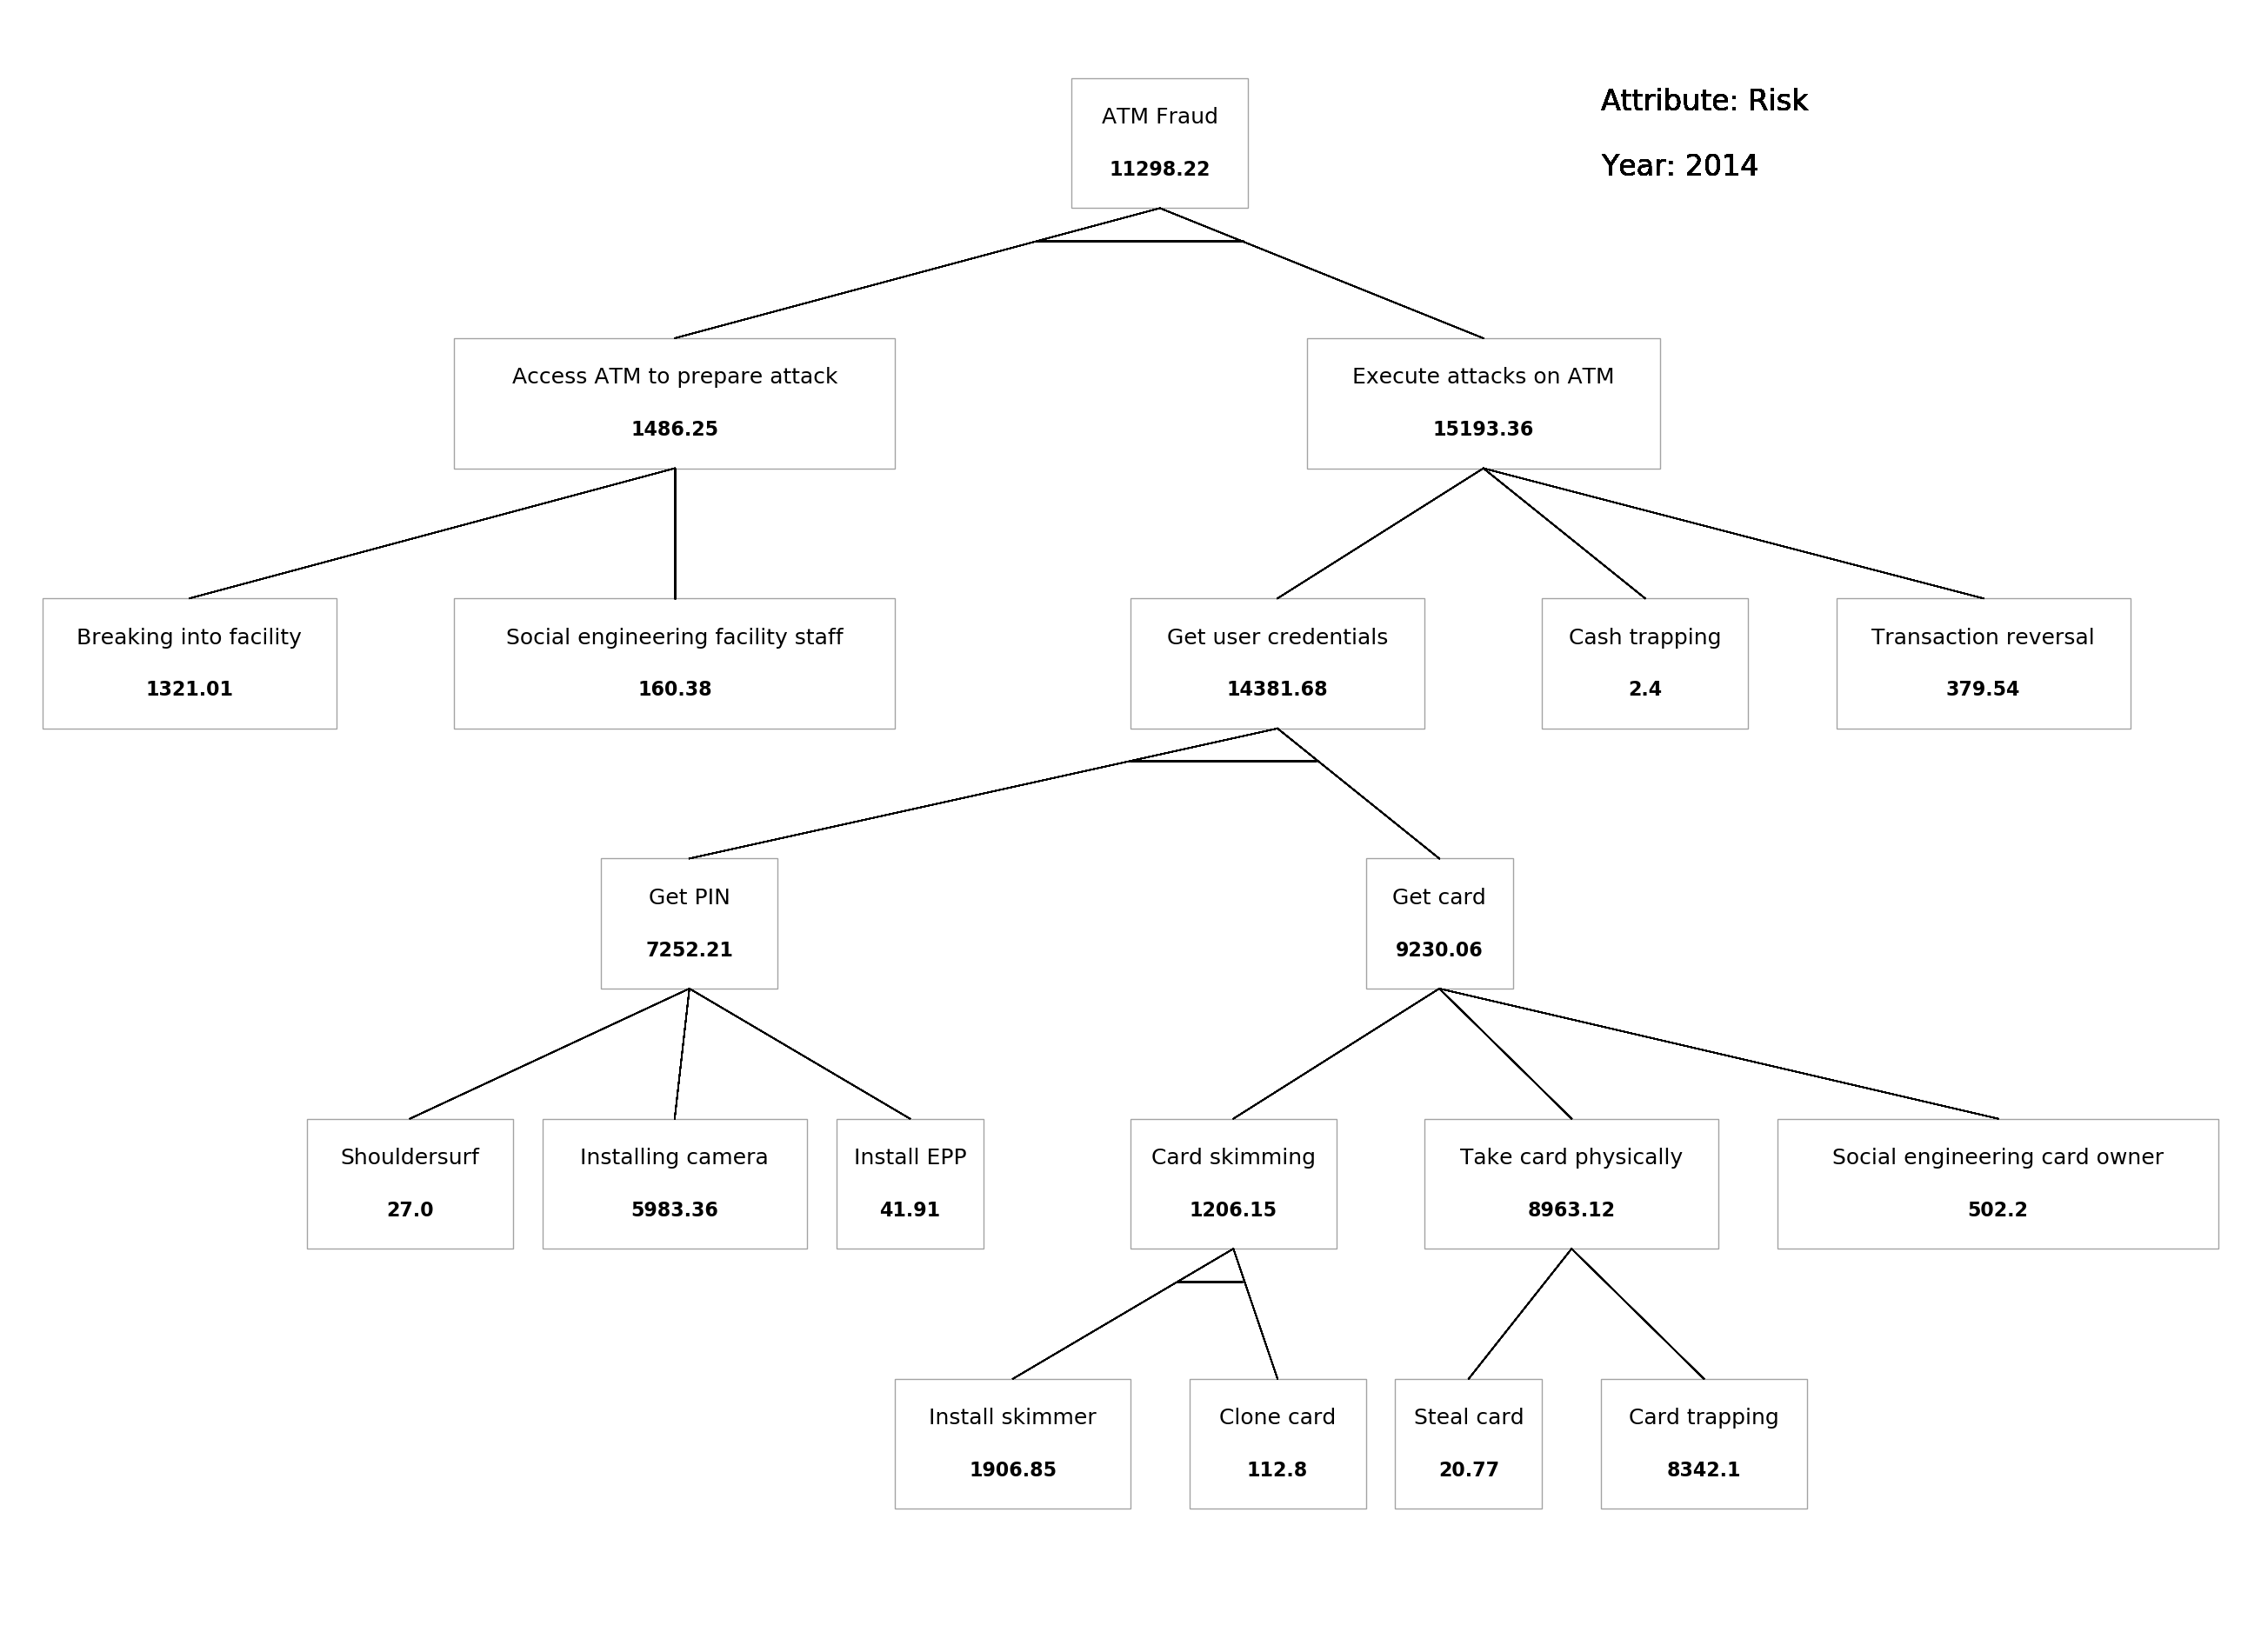 ATM Fraud
11298.22
Attribute: Risk
Year: 2014
Access ATM to prepare attack
1486.25
Execute attacks on ATM
15193.36
Breaking into facility
1321.01
Social engineering facility staff
160.38
Get user credentials
14381.68
Cash trapping
2.4
Transaction reversal
379.54
Get PIN
7252.21
Get card
9230.06
Shouldersurf
27.0
Installing camera
5983.36
Install EPP
41.91
Card skimming
1206.15
Take card physically
8963.12
Social engineering card owner
502.2
Install skimmer
1906.85
Clone card
112.8
Steal card
20.77
Card trapping
8342.1